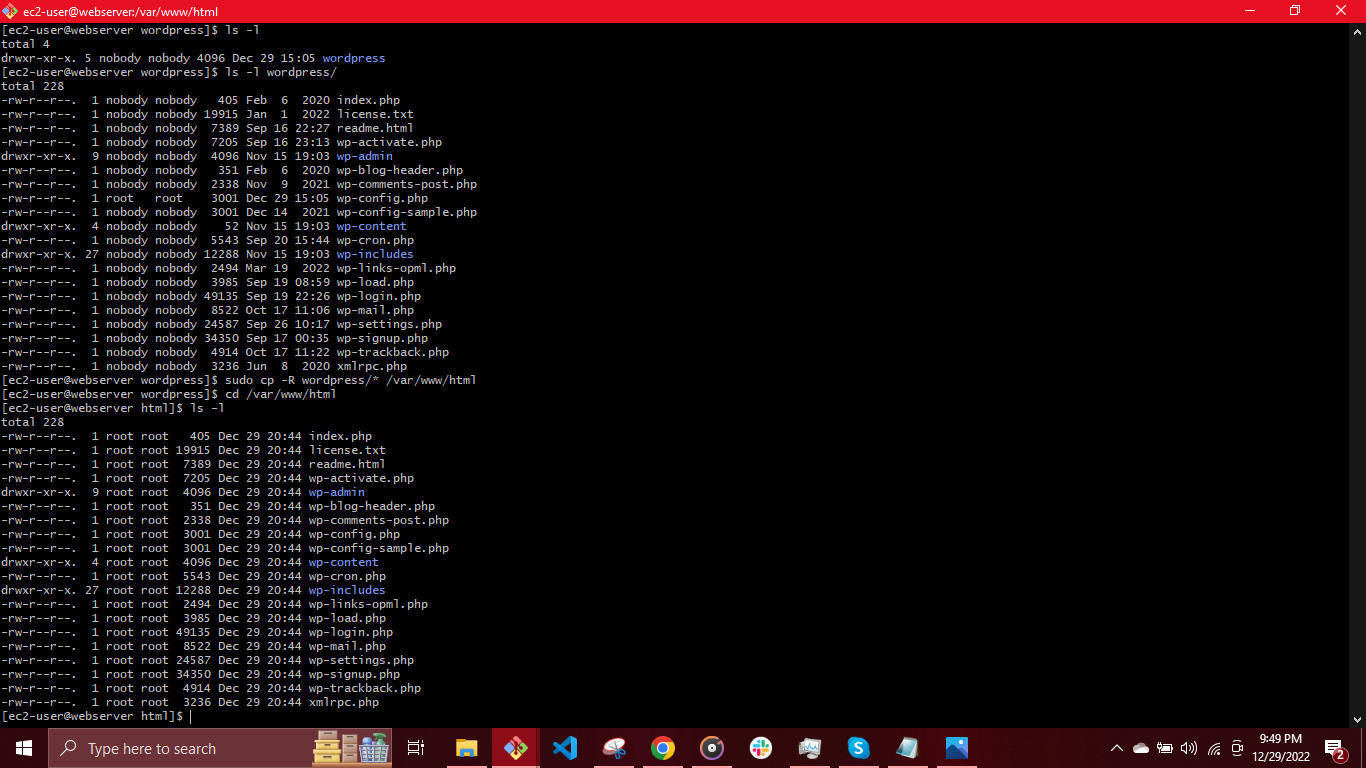 ec2-user@webserver:/var/www/html
[ec2-user@webserver wordpress]$ ls -l
total 4
drwxr-xr-x. 5 nobody nobody 4096 Dec 29 15:05 wordpress
[ec2-user@webserver wordpress]$ ls -l wordpress/
total 228
-rw-r--r--.  1 nobody nobody   405 Feb  6  2020 index.php
-rw-r--r--.  1 nobody nobody 19915 Jan  1  2022 license.txt
-rw-r--r--.  1 nobody nobody  7389 Sep 16 22:27 readme.html
-rw-r--r--.  1 nobody nobody  7205 Sep 16 23:13 wp-activate.php
drwxr-xr-x.  9 nobody nobody  4096 Nov 15 19:03 wp-admin
-rw-r--r--.  1 nobody nobody   351 Feb  6  2020 wp-blog-header.php
-rw-r--r--.  1 nobody nobody  2338 Nov  9  2021 wp-comments-post.php
-rw-r--r--.  1 root   root    3001 Dec 29 15:05 wp-config.php
-rw-r--r--.  1 nobody nobody  3001 Dec 14  2021 wp-config-sample.php
drwxr-xr-x.  4 nobody nobody    52 Nov 15 19:03 wp-content
-rw-r--r--.  1 nobody nobody  5543 Sep 20 15:44 wp-cron.php
drwxr-xr-x. 27 nobody nobody 12288 Nov 15 19:03 wp-includes
-rw-r--r--.  1 nobody nobody  2494 Mar 19  2022 wp-links-opml.php
-rw-r--r--.  1 nobody nobody  3985 Sep 19 08:59 wp-load.php
-rw-r--r--.  1 nobody nobody 49135 Sep 19 22:26 wp-login.php
-rw-r--r--.  1 nobody nobody  8522 Oct 17 11:06 wp-mail.php
-rw-r--r--.  1 nobody nobody 24587 Sep 26 10:17 wp-settings.php
-rw-r--r--.  1 nobody nobody 34350 Sep 17 00:35 wp-signup.php
-rw-r--r--.  1 nobody nobody  4914 Oct 17 11:22 wp-trackback.php
-rw-r--r--.  1 nobody nobody  3236 Jun  8  2020 xmlrpc.php
[ec2-user@webserver wordpress]$ sudo cp -R wordpress/* /var/www/html
[ec2-user@webserver wordpress]$ cd /var/www/html
[ec2-user@webserver html]$ ls -l
total 228
-rw-r--r--.  1 root root   405 Dec 29 20:44 index.php
-rw-r--r--.  1 root root 19915 Dec 29 20:44 license.txt
-rw-r--r--.  1 root root  7389 Dec 29 20:44 readme.html
-rw-r--r--.  1 root root  7205 Dec 29 20:44 wp-activate.php
drwxr-xr-x.  9 root root  4096 Dec 29 20:44 wp-admin
-rw-r--r--.  1 root root   351 Dec 29 20:44 wp-blog-header.php
-rw-r--r--.  1 root root  2338 Dec 29 20:44 wp-comments-post.php
-rw-r--r--.  1 root root  3001 Dec 29 20:44 wp-config.php
-rw-r--r--.  1 root root  3001 Dec 29 20:44 wp-config-sample.php
drwxr-xr-x.  4 root root  4096 Dec 29 20:44 wp-content
-rw-r--r--.  1 root root  5543 Dec 29 20:44 wp-cron.php
drwxr-xr-x. 27 root root 12288 Dec 29 20:44 wp-includes
-rw-r--r--.  1 root root  2494 Dec 29 20:44 wp-links-opml.php
-rw-r--r--.  1 root root  3985 Dec 29 20:44 wp-load.php
-rw-r--r--.  1 root root 49135 Dec 29 20:44 wp-login.php
-rw-r--r--.  1 root root  8522 Dec 29 20:44 wp-mail.php
-rw-r--r--.  1 root root 24587 Dec 29 20:44 wp-settings.php
-rw-r--r--.  1 root root 34350 Dec 29 20:44 wp-signup.php
-rw-r--r--.  1 root root  4914 Dec 29 20:44 wp-trackback.php
-rw-r--r--.  1 root root  3236 Dec 29 20:44 xmlrpc.php
[ec2-user@webserver html]$
Type here to search
9:49 PM
12/29/2022
2